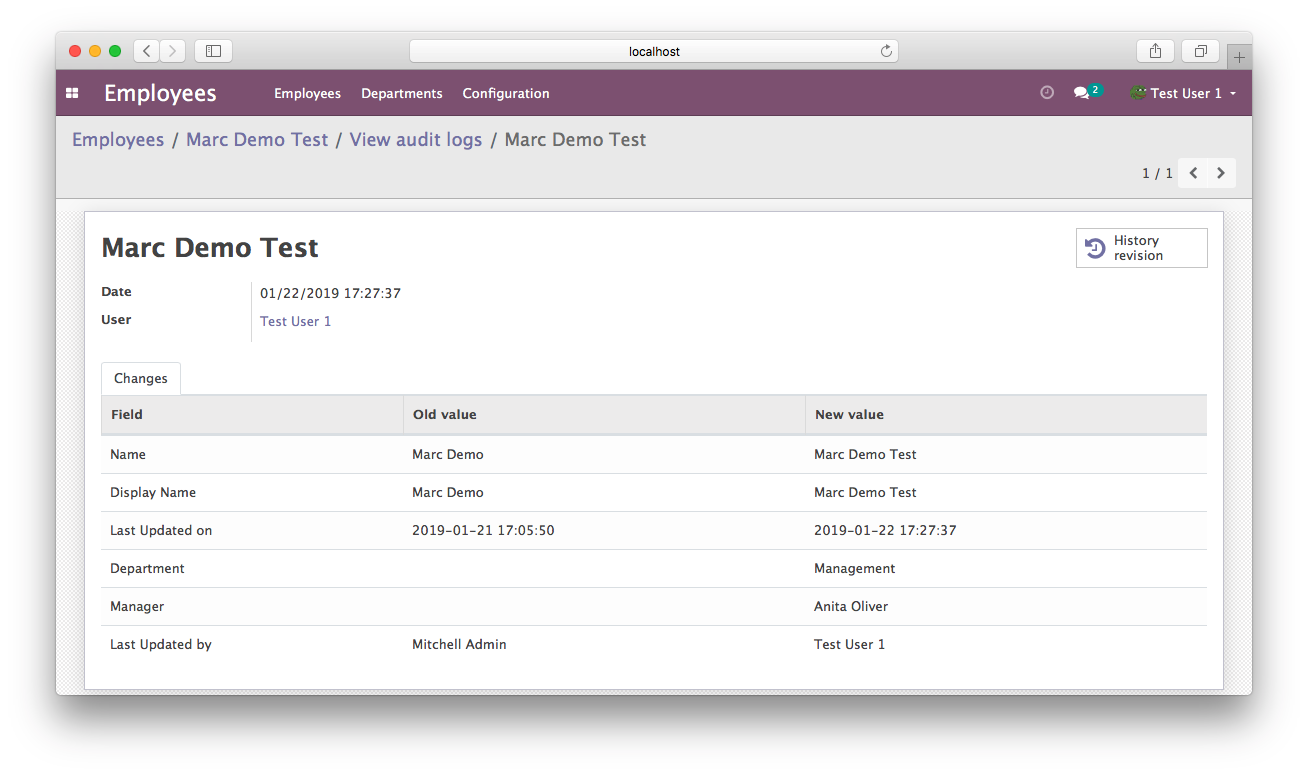 localhost
Employees Employees Departments Configuration 2 Test User 1
Employees / Marc Demo Test / View audit logs / Marc Demo Test
1 / 1
Marc Demo Test
History
revision
Date 01/22/2019 17:27:37
User Test User 1
Changes
Field Old value New value
Name Marc Demo Marc Demo Test
Display Name Marc Demo Marc Demo Test
Last Updated on 2019-01-21 17:05:50 2019-01-22 17:27:37
Department Management
Manager Anita Oliver
Last Updated by Mitchell Admin Test User 1